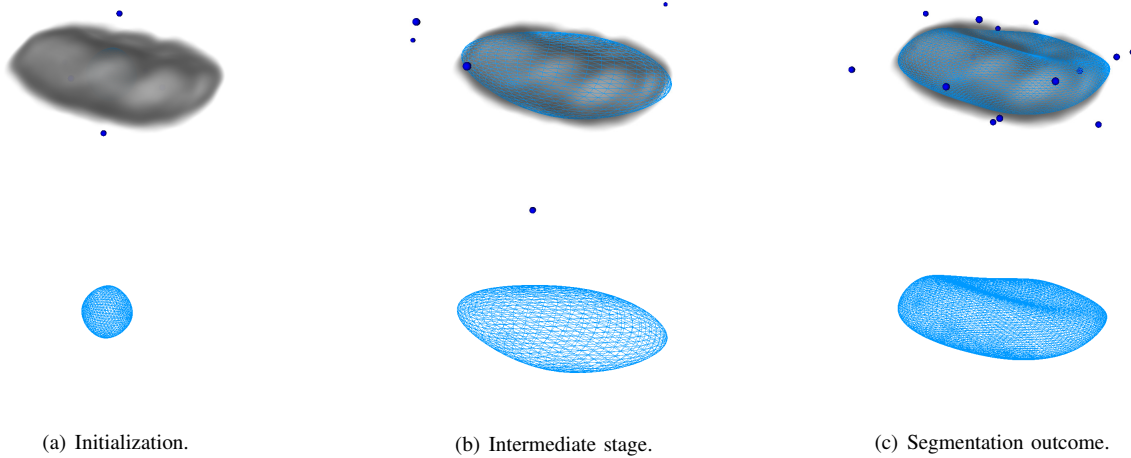 (a) Initialization.
(b) Intermediate stage.
(c) Segmentation outcome.